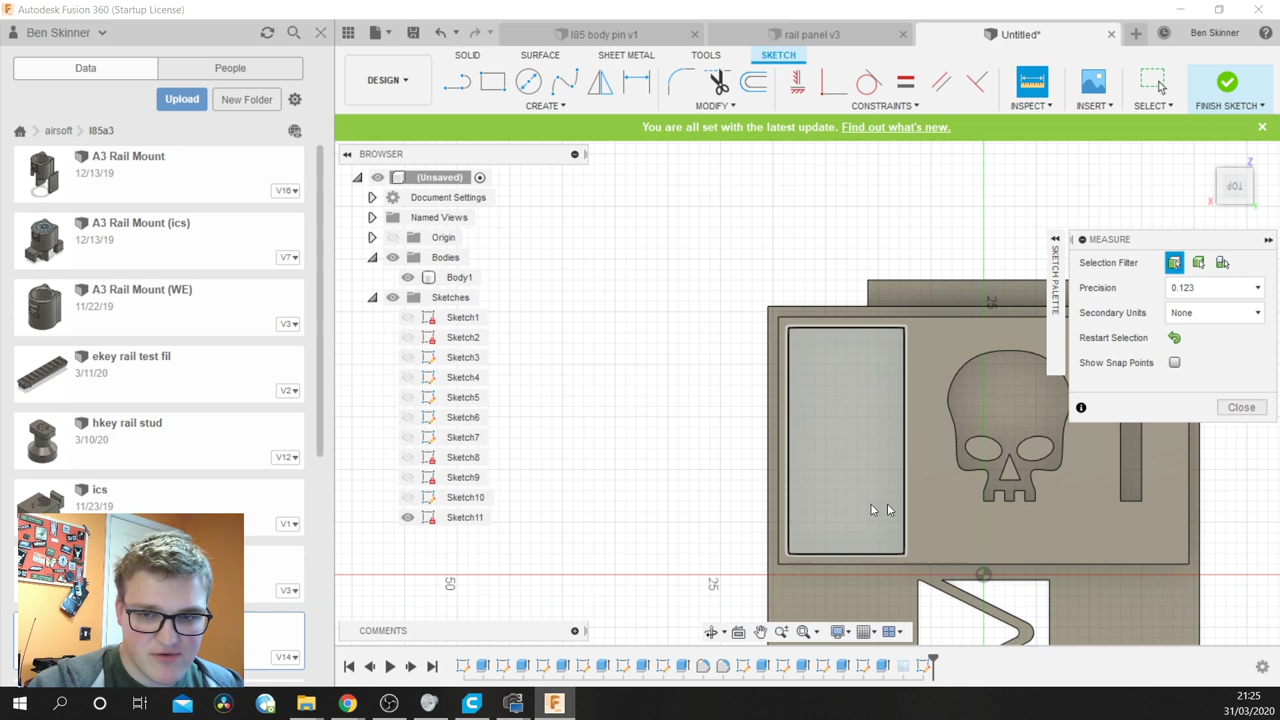 Autodesk Fusion 360 (Startup License)
Ben Skinner
I85 body pin v1
rail panel v3
Untitled*
Ben Skinner
Data
People
Upload
New Folder
airsoft
l85a3
A3 Rail Mount
12/13/19
V16
A3 Rail Mount (ics)
12/13/19
V7
A3 Rail Mount (WE)
11/22/19
V3
ekey rail test fil
3/11/20
V2
hkey rail stud
3/10/20
V12
ics
11/23/19
V1
V3
V14
DESIGN
SOLID
SURFACE
SHEET METAL
TOOLS
SKETCH
CREATE
MODIFY
CONSTRAINTS
INSPECT
INSERT
SELECT
FINISH SKETCH
You are all set with the latest update. Find out what's new.
BROWSER
(Unsaved)
Document Settings
Named Views
Origin
Bodies
Body1
Sketches
Sketch1
Sketch2
Sketch3
Sketch4
Sketch5
Sketch6
Sketch7
Sketch8
Sketch9
Sketch10
Sketch11
TOP
Z
X
Y
SKETCH PALETTE
MEASURE
Selection Filter
Precision
0.123
Secondary Units
None
Restart Selection
Show Snap Points
Close
25
50
25
COMMENTS
21:25
31/03/2020